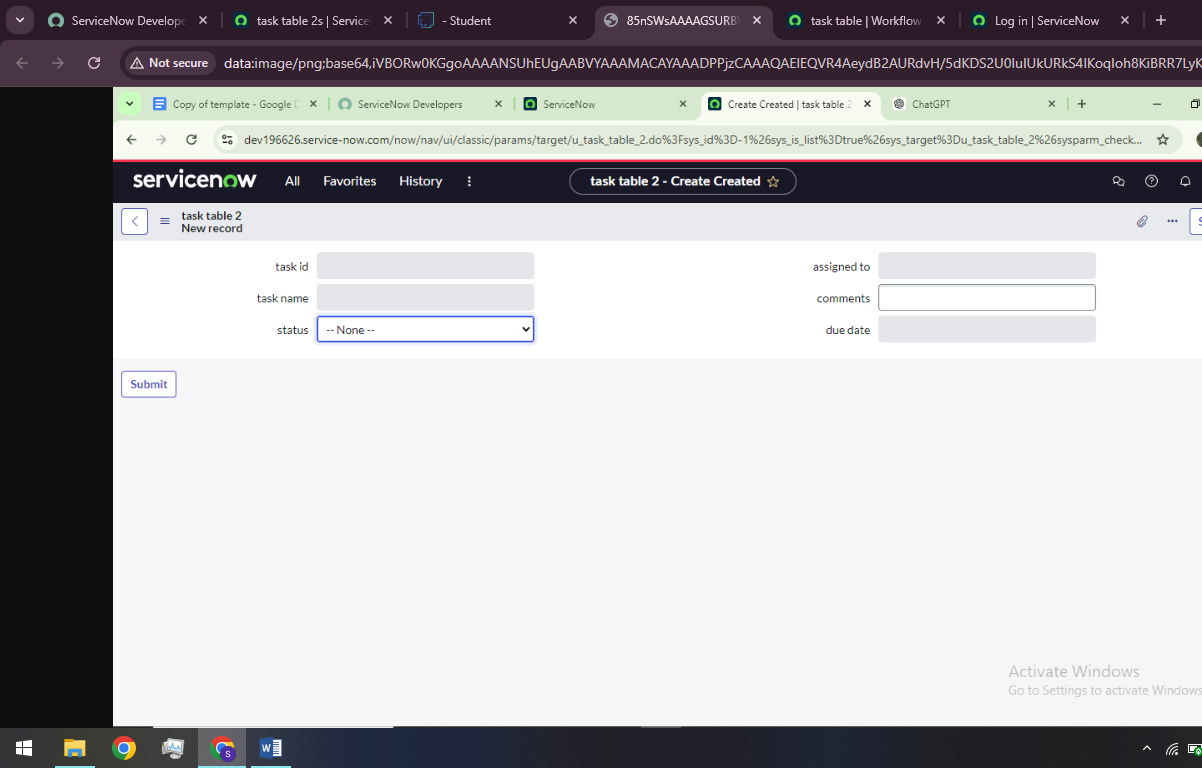 ServiceNow Develope
task table 2s | Service
- Student
85nSWsAAAAGSURB
task table | Workflow
Log in | ServiceNow
Not secure
data:image/png;base64,iVBORw0KGgoAAAANSUhEUgAABVYAAAMACAYAAADPPjzCAAAQAElEQVR4AeydB2AURdvH/5dKDS2U0IuIUkURkS4IKoqIoh8KiBRR7LyK
Copy of template - Google D
ServiceNow Developers
ServiceNow
Create Created | task table 2
ChatGPT
dev196626.service-now.com/now/nav/ui/classic/params/target/u_task_table_2.do%3Fsys_id%3D-1%26sys_is_list%3Dtrue%26sys_target%3Du_task_table_2%26sysparm_check...
servicenow
All
Favorites
History
task table 2 - Create Created
task table 2
New record
S
task id
assigned to
task name
comments
status
-- None --
due date
Submit
Activate Windows
Go to Settings to activate Windows
S
W